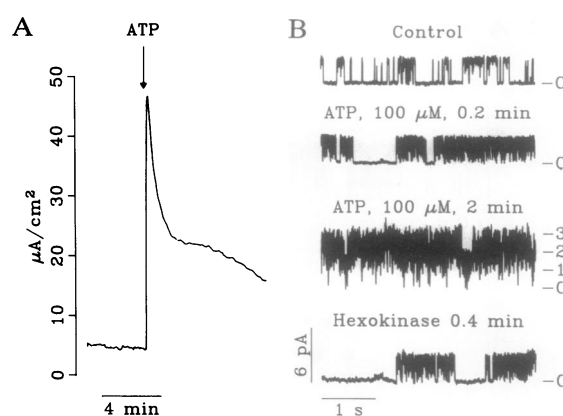 A
ATP
50
40
30
20
10
0
μA/cm²
4 min
B
Control
-C
ATP, 100 μM, 0.2 min
-C
ATP, 100 μM, 2 min
-3
-2
-1
-0
Hexokinase 0.4 min
-C
6 pA
1 s